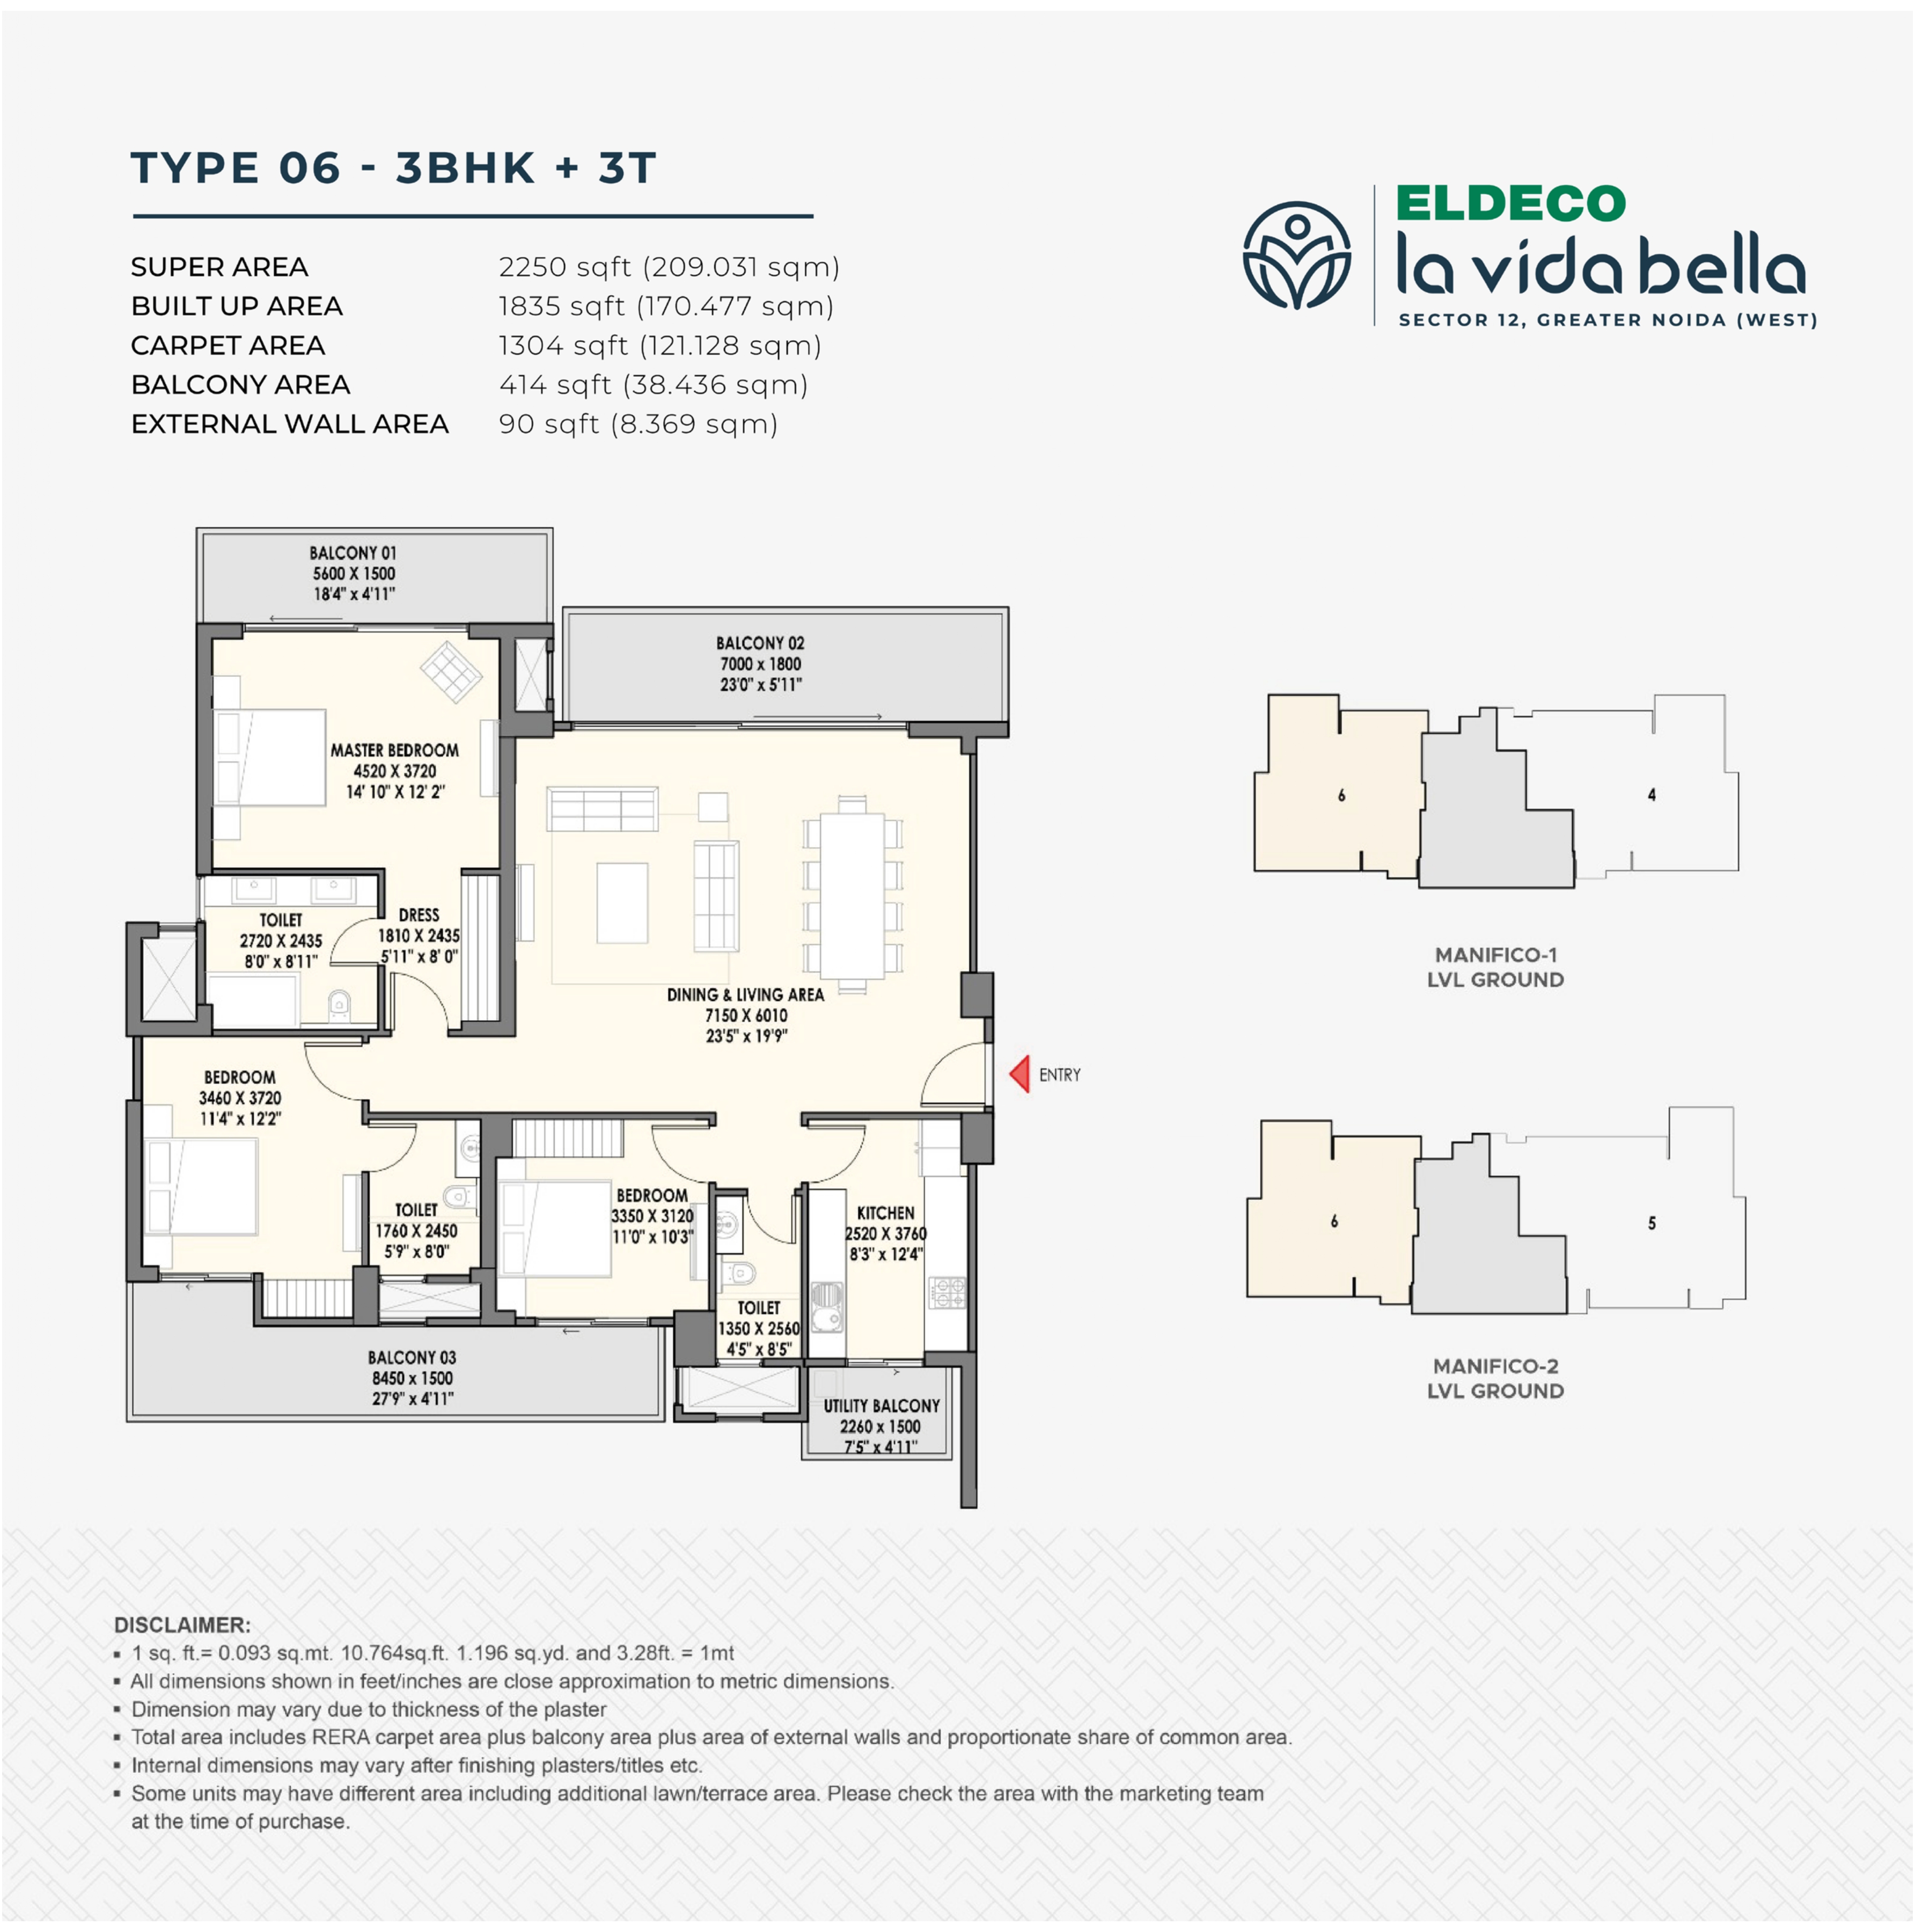 TYPE 06 - 3BHK + 3T
SUPER AREA 2250 sqft (209.031 sqm)
BUILT UP AREA 1835 sqft (170.477 sqm)
CARPET AREA 1304 sqft (121.128 sqm)
BALCONY AREA 414 sqft (38.436 sqm)
EXTERNAL WALL AREA 90 sqft (8.369 sqm)
ELDECO
la vida bella
SECTOR 12, GREATER NOIDA (WEST)
BALCONY 01
5600 X 1500
18'4" x 4'11"
BALCONY 02
7000 x 1800
23'0" x 5'11"
MASTER BEDROOM
4520 X 3720
14' 10" X 12' 2"
TOILET
2720 X 2435
8'0" x 8'11"
DRESS
1810 X 2435
5'11" x 8' 0"
DINING & LIVING AREA
7150 X 6010
23'5" x 19'9"
ENTRY
BEDROOM
3460 X 3720
11'4" x 12'2"
TOILET
1760 X 2450
5'9" x 8'0"
BEDROOM
3350 X 3120
11'0" x 10'3"
KITCHEN
2520 X 3760
8'3" x 12'4"
TOILET
1350 X 2560
4'5" x 8'5"
BALCONY 03
8450 x 1500
27'9" x 4'11"
UTILITY BALCONY
2260 x 1500
7'5" x 4'11"
6
4
MANIFICO-1
LVL GROUND
6
5
MANIFICO-2
LVL GROUND
DISCLAIMER:
▪ 1 sq. ft.= 0.093 sq.mt. 10.764sq.ft. 1.196 sq.yd. and 3.28ft. = 1mt
▪ All dimensions shown in feet/inches are close approximation to metric dimensions.
▪ Dimension may vary due to thickness of the plaster
▪ Total area includes RERA carpet area plus balcony area plus area of external walls and proportionate share of common area.
▪ Internal dimensions may vary after finishing plasters/titles etc.
▪ Some units may have different area including additional lawn/terrace area. Please check the area with the marketing team
at the time of purchase.